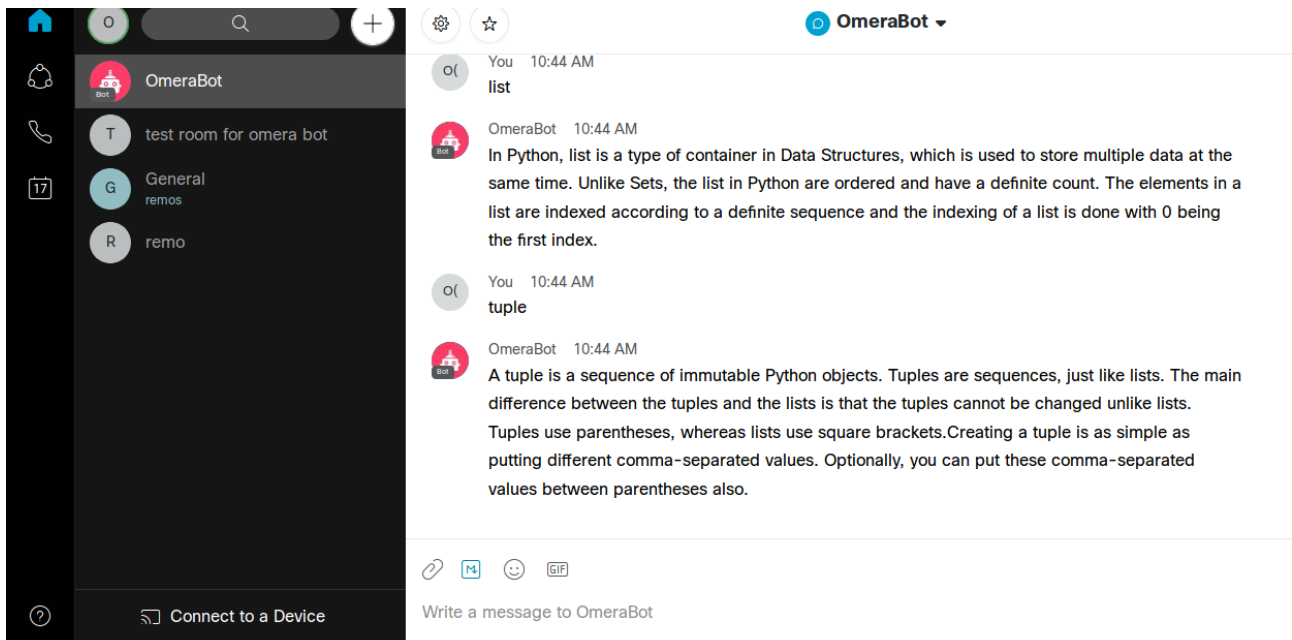 O
OmeraBot
Bot
T
test room for omera bot
G
General
remos
R
remo
17
Connect to a Device
OmeraBot
O(
You 10:44 AM
list
OmeraBot 10:44 AM
Bot
In Python, list is a type of container in Data Structures, which is used to store multiple data at the
same time. Unlike Sets, the list in Python are ordered and have a definite count. The elements in a
list are indexed according to a definite sequence and the indexing of a list is done with 0 being
the first index.
O(
You 10:44 AM
tuple
OmeraBot 10:44 AM
Bot
A tuple is a sequence of immutable Python objects. Tuples are sequences, just like lists. The main
difference between the tuples and the lists is that the tuples cannot be changed unlike lists.
Tuples use parentheses, whereas lists use square brackets.Creating a tuple is as simple as
putting different comma-separated values. Optionally, you can put these comma-separated
values between parentheses also.
M
GIF
Write a message to OmeraBot